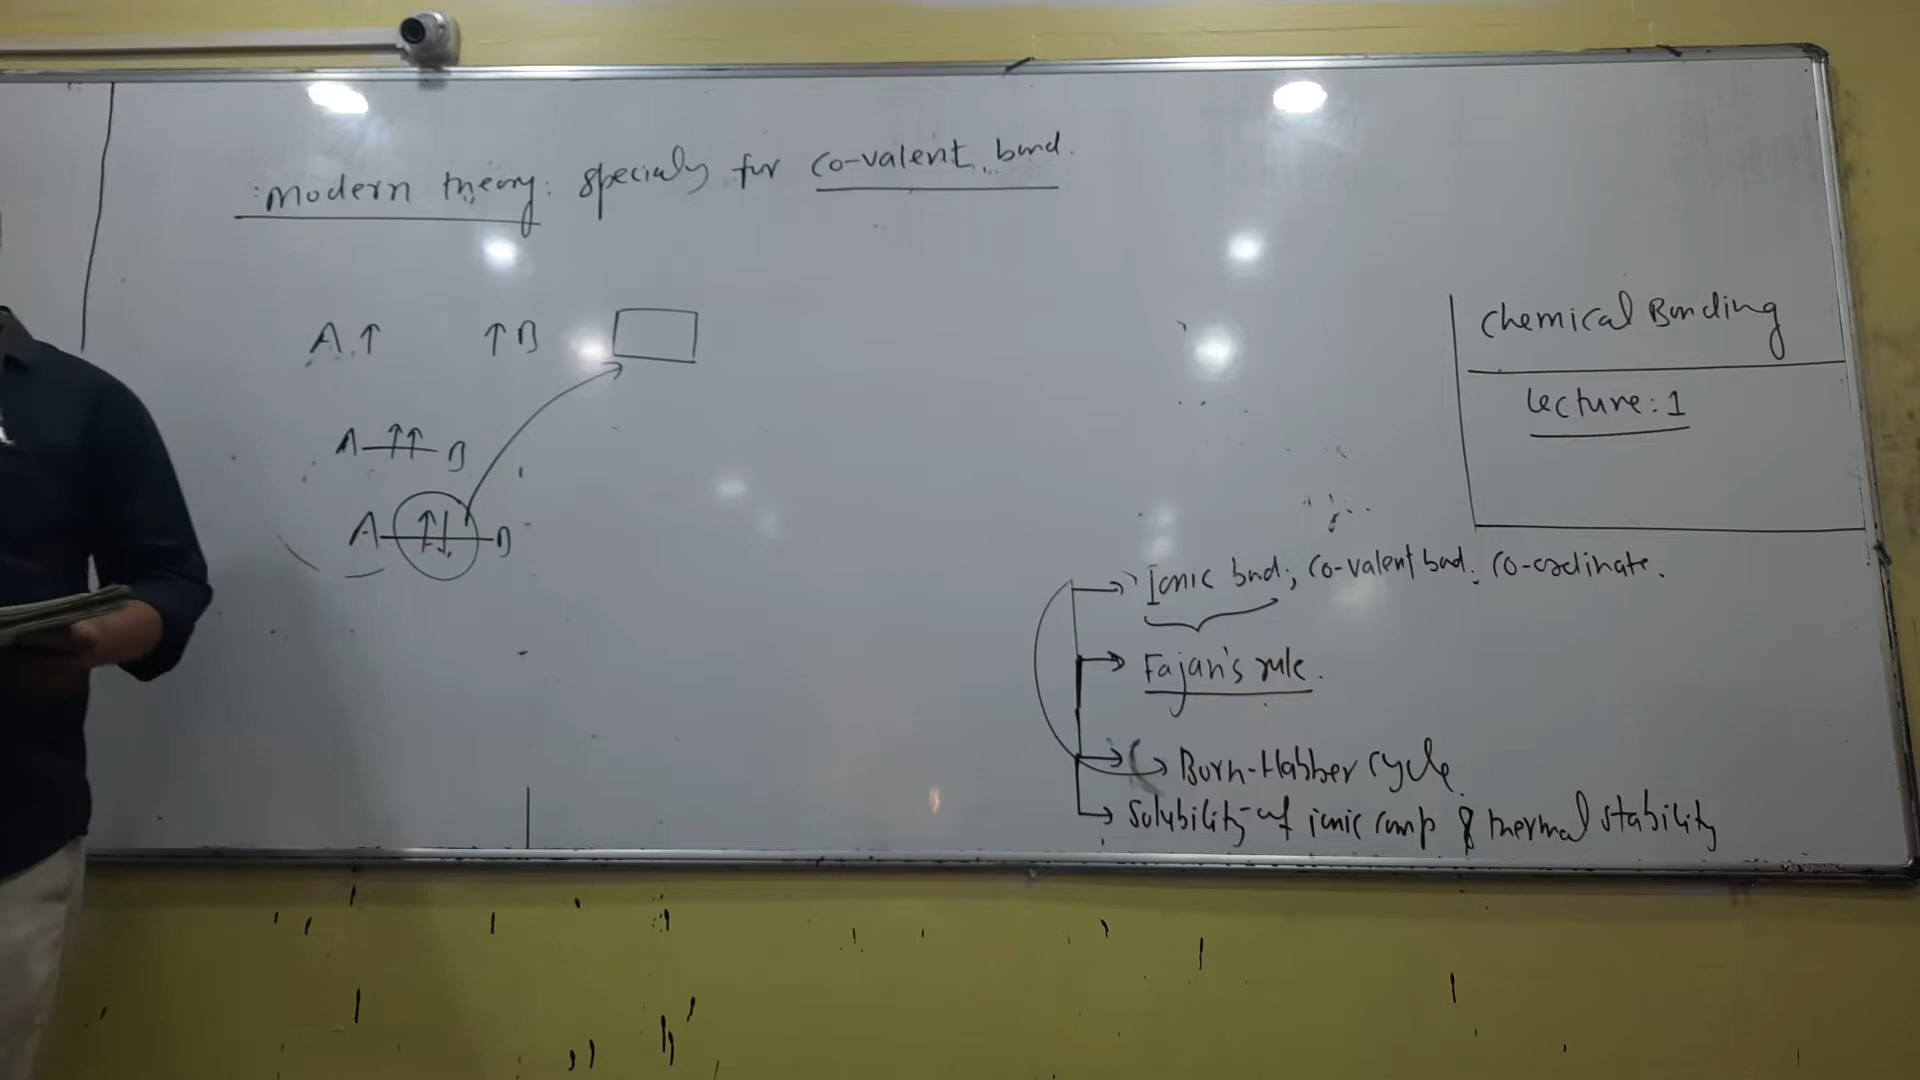 Modern theory: specialy for co-valent bond.
A ↑ ↑ B
A ↑↑ B
A ↑↓ B
Chemical Bonding
Lecture: 1
Ionic bnd, co-valent bnd, co-ordinate.
Fajan's rule.
Born-Habber cycle
Solubility of ionic comp & thermal stability